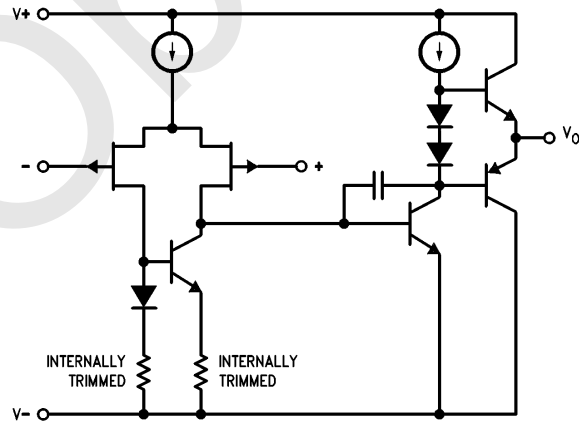 V+
-
+
Vo
INTERNALLY
TRIMMED
INTERNALLY
TRIMMED
V-